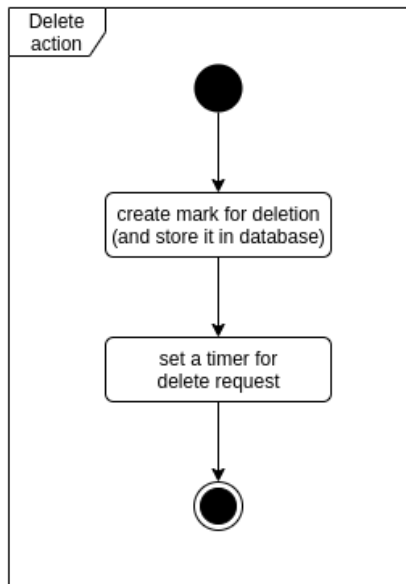 Delete
action
create mark for deletion
(and store it in database)
set a timer for
delete request